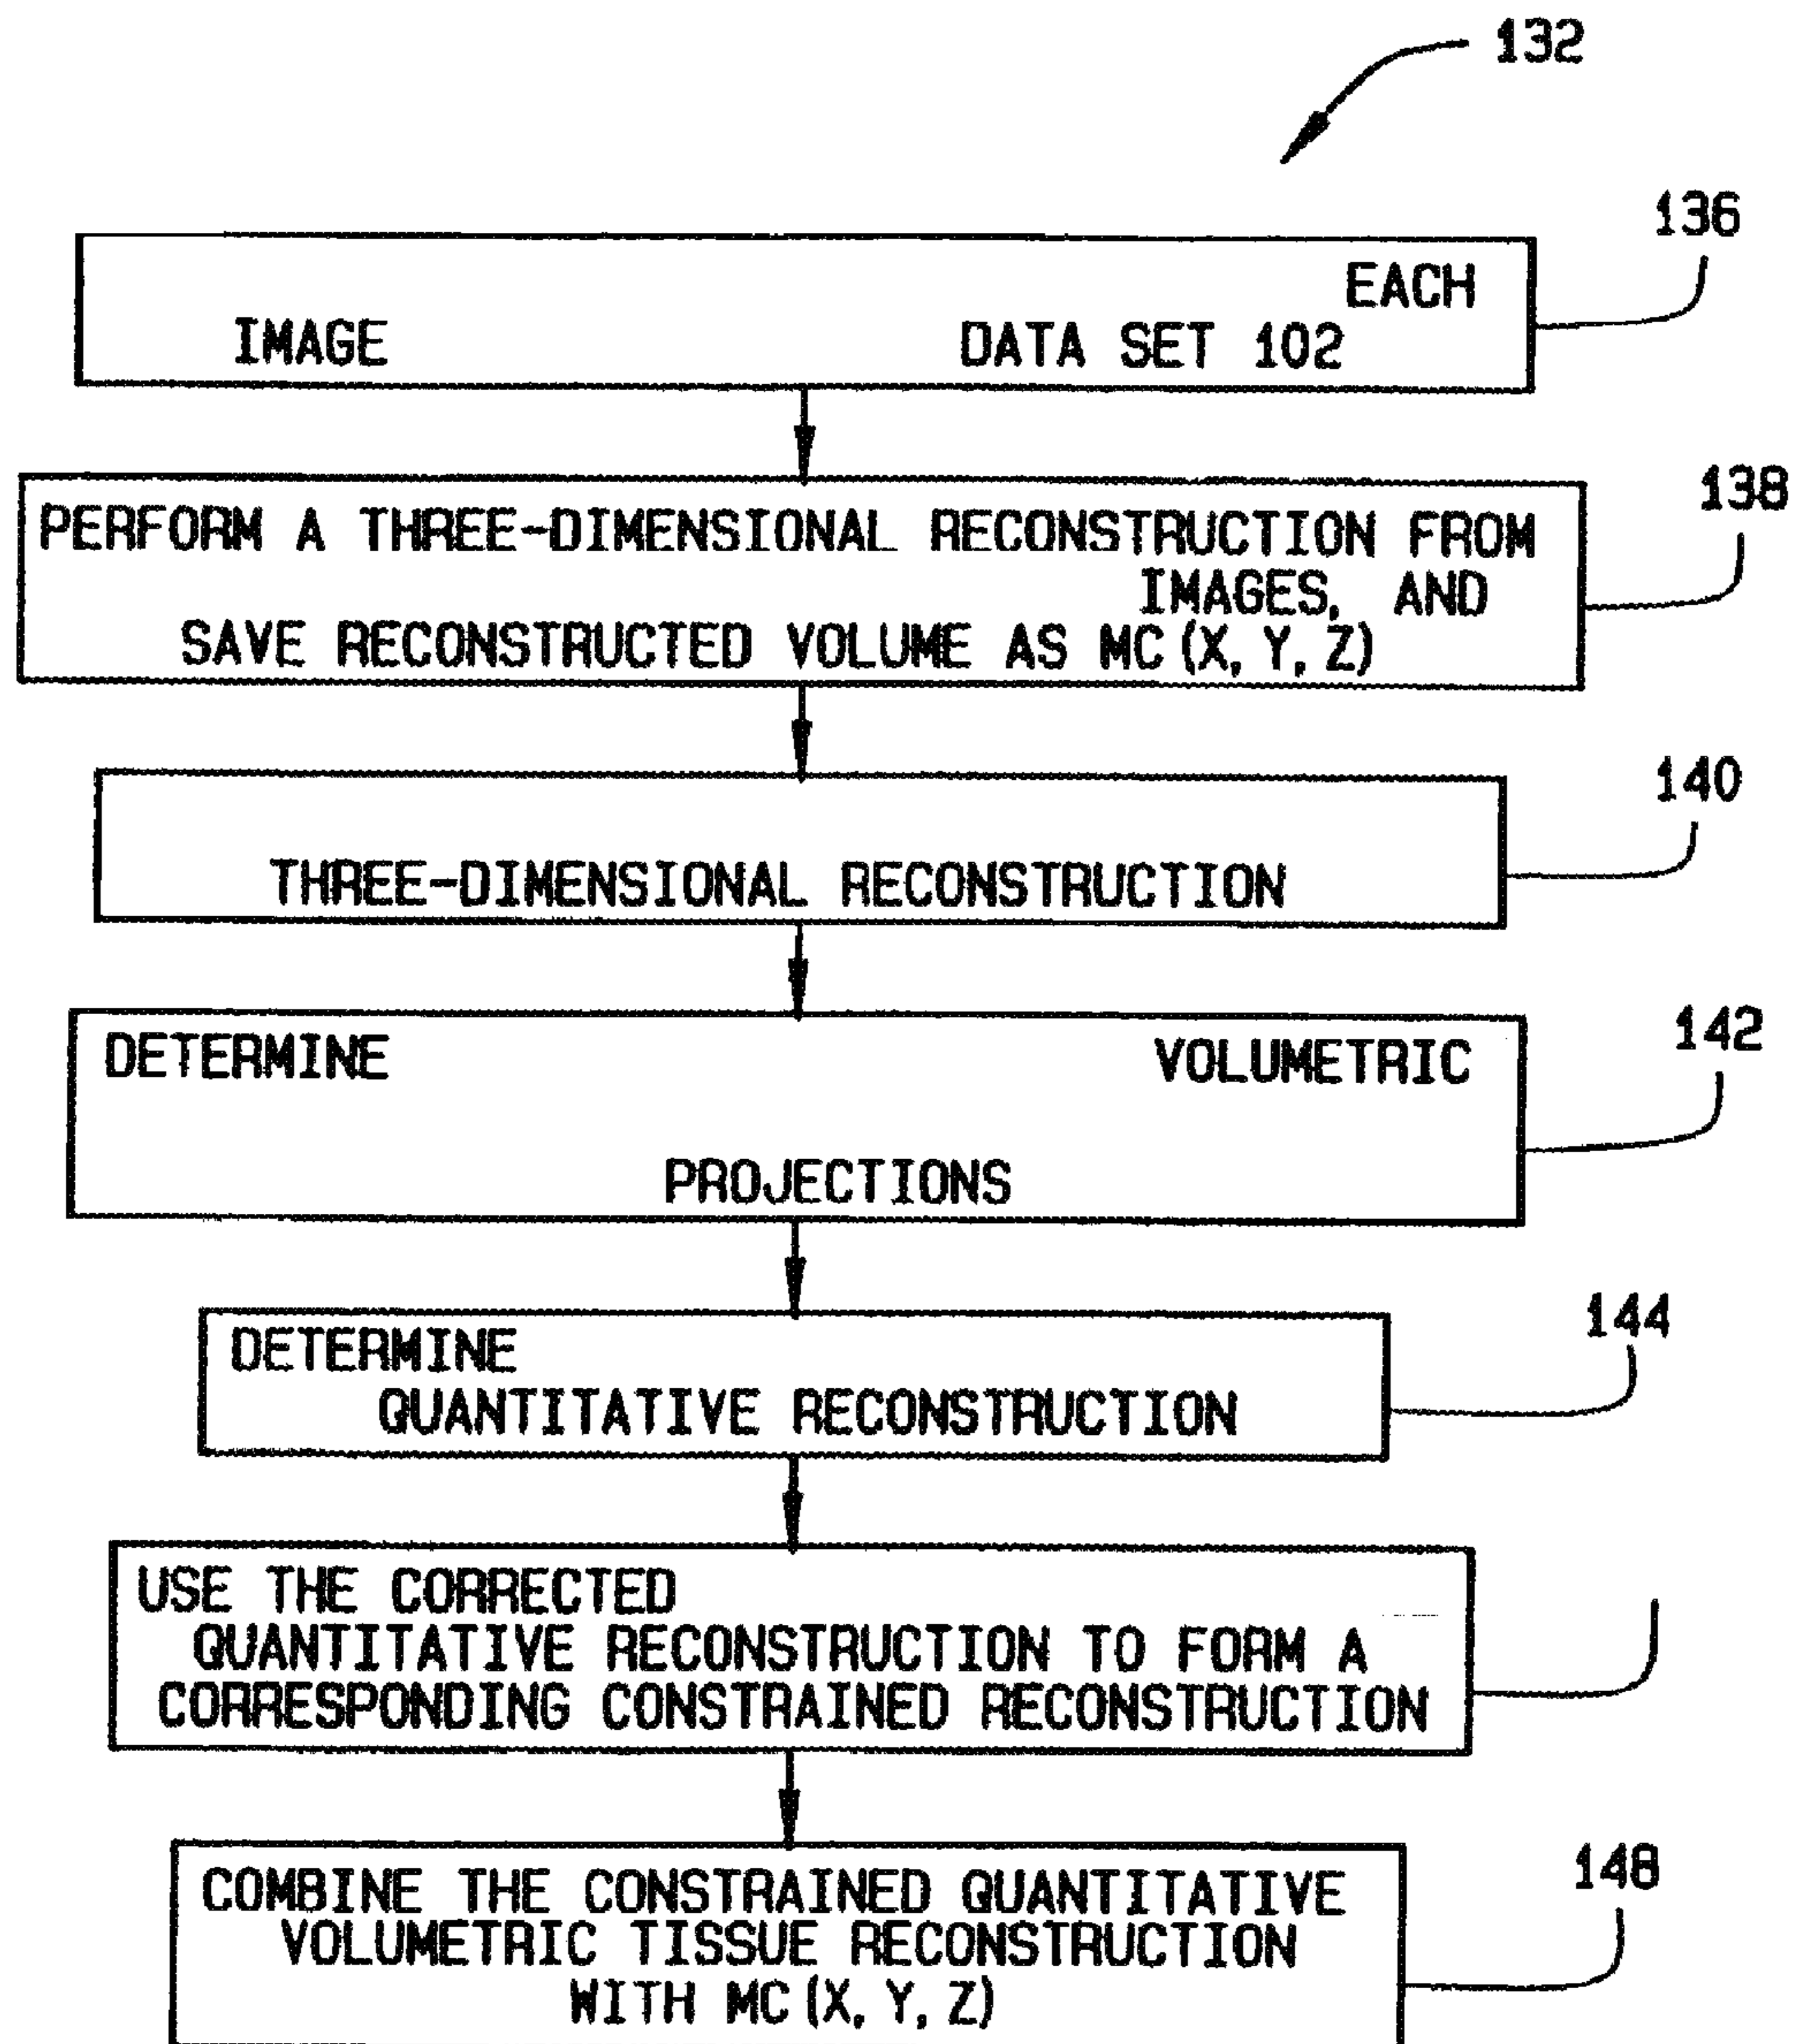 132
136
EACH
IMAGE DATA SET 102
138
PERFORM A THREE-DIMENSIONAL RECONSTRUCTION FROM
IMAGES, AND
SAVE RECONSTRUCTED VOLUME AS MC(X, Y, Z)
140
THREE-DIMENSIONAL RECONSTRUCTION
142
DETERMINE VOLUMETRIC
PROJECTIONS
144
DETERMINE
QUANTITATIVE RECONSTRUCTION
USE THE CORRECTED
QUANTITATIVE RECONSTRUCTION TO FORM A
CORRESPONDING CONSTRAINED RECONSTRUCTION
148
COMBINE THE CONSTRAINED QUANTITATIVE
VOLUMETRIC TISSUE RECONSTRUCTION
WITH MC(X, Y, Z)